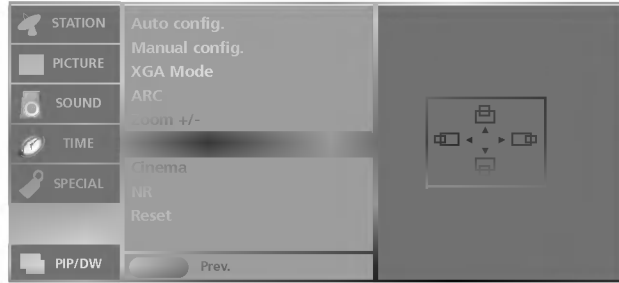 STATION
PICTURE
SOUND
TIME
SPECIAL
PIP/DW
Auto config.
Manual config.
XGA Mode
ARC
Zoom +/-
Cinema
NR
Reset
Prev.